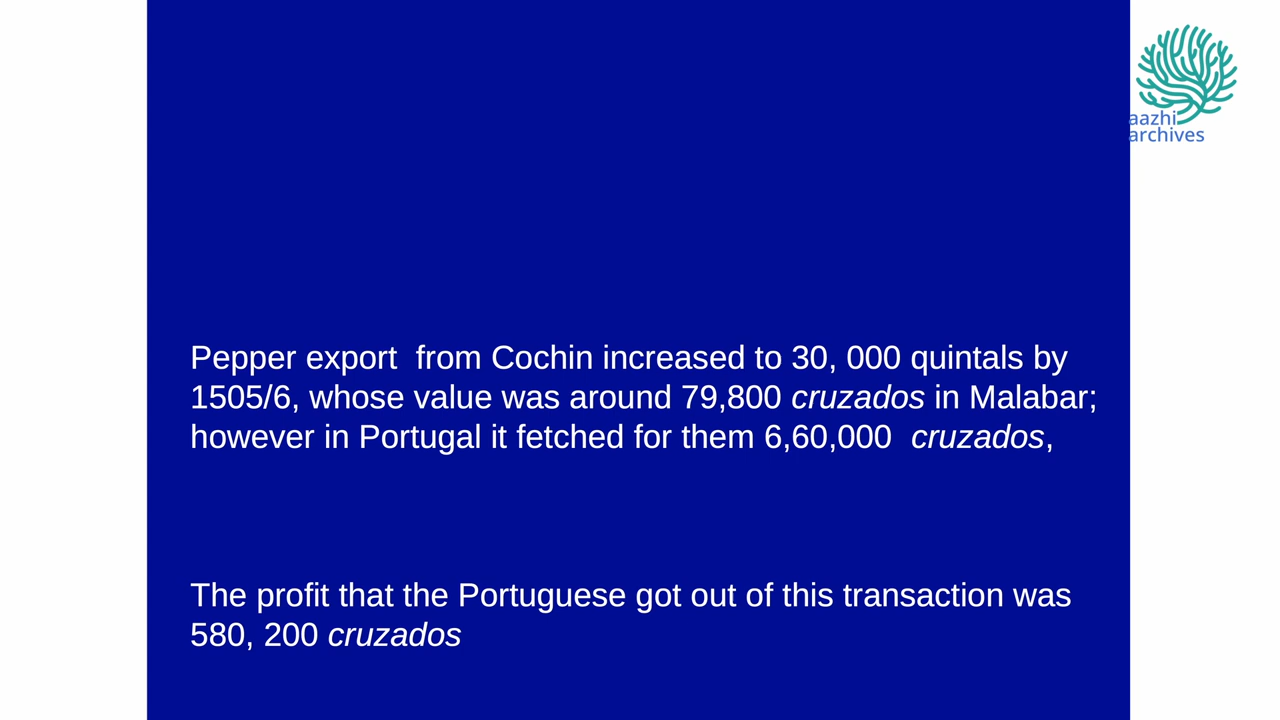 aazhi
archives
Pepper export  from Cochin increased to 30, 000 quintals by
1505/6, whose value was around 79,800 cruzados in Malabar;
however in Portugal it fetched for them 6,60,000  cruzados,
The profit that the Portuguese got out of this transaction was
580, 200 cruzados